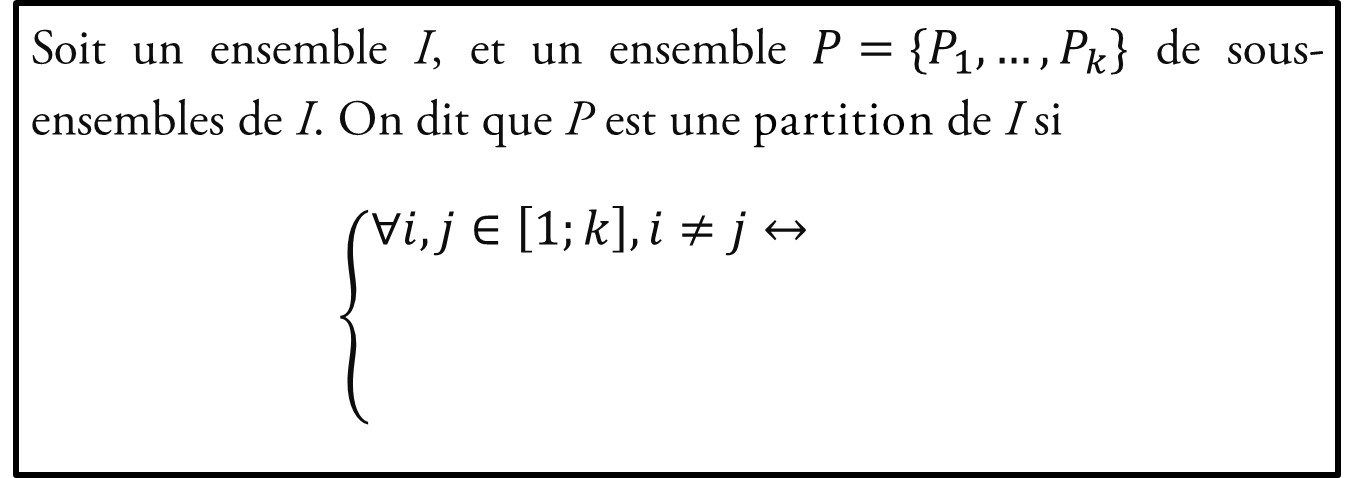 Soit un ensemble I, et un ensemble P = {P₁, … , Pₖ} de sous-
ensembles de I. On dit que P est une partition de I si
∀i, j ∈ [1; k], i ≠ j ↔